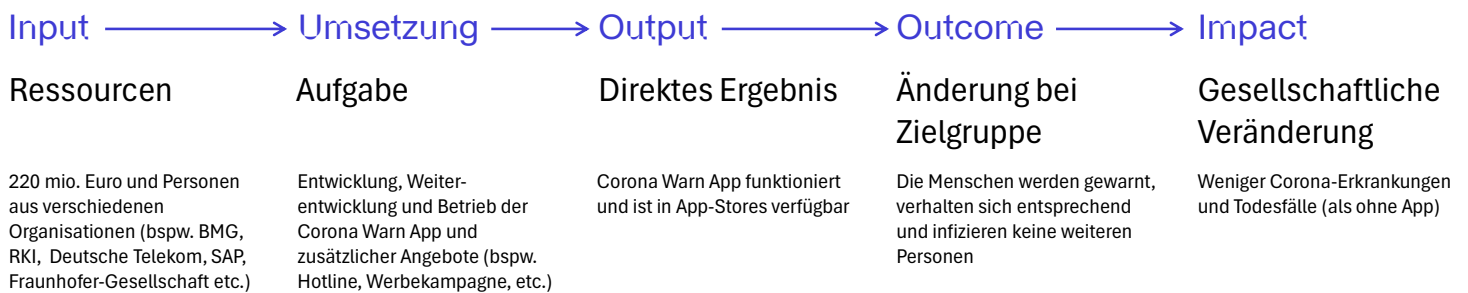 Input Umsetzung Output Outcome Impact
Ressourcen
220 mio. Euro und Personen
aus verschiedenen
Organisationen (bspw. BMG,
RKI, Deutsche Telekom, SAP,
Fraunhofer-Gesellschaft etc.)
Aufgabe
Entwicklung, Weiter-
entwicklung und Betrieb der
Corona Warn App und
zusätzlicher Angebote (bspw.
Hotline, Werbekampagne, etc.)
Direktes Ergebnis
Corona Warn App funktioniert
und ist in App-Stores verfügbar
Änderung bei
Zielgruppe
Die Menschen werden gewarnt,
verhalten sich entsprechend
und infizieren keine weiteren
Personen
Gesellschaftliche
Veränderung
Weniger Corona-Erkrankungen
und Todesfälle (als ohne App)